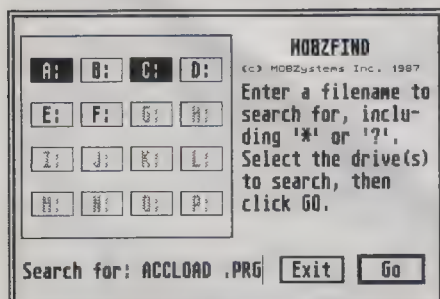 MOBZFIND
(c) MOBZystems Inc. 1987
A: B: C: D:
E: F: G: H:
I: J: K: L:
M: N: O: P:
Enter a filename to
search for, inclu-
ding '*' or '?'.
Select the drive(s)
to search, then
click GO.
Search for: ACCLOAD .PRG Exit Go